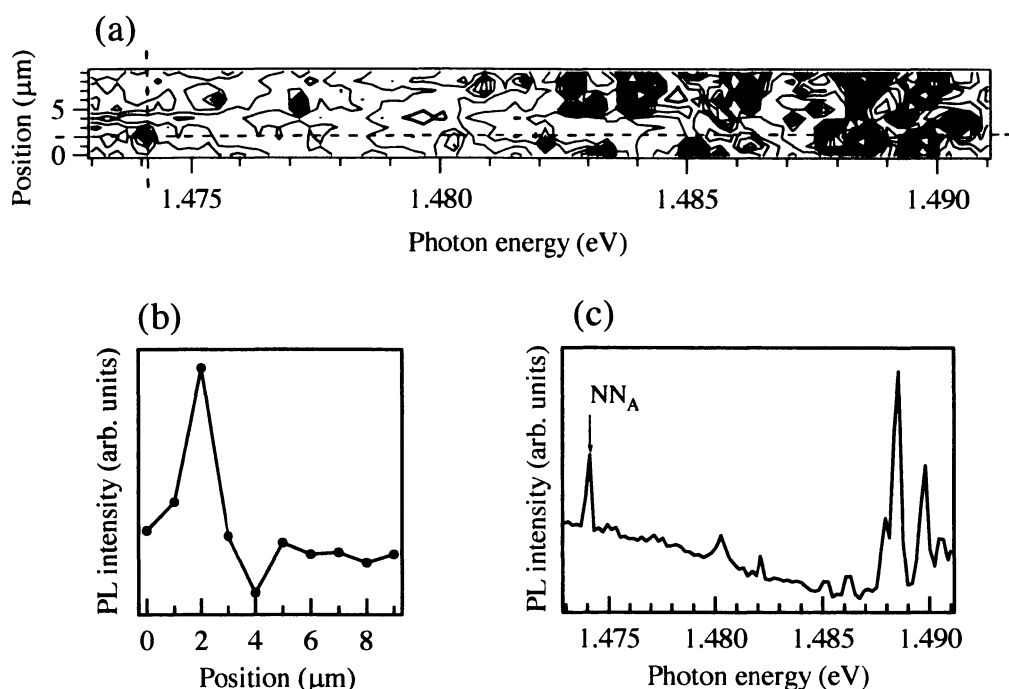 (a)
Position (μm)
5
0
1.475 1.480 1.485 1.490
Photon energy (eV)
(b)
PL intensity (arb. units)
0 2 4 6 8
Position (μm)
(c)
PL intensity (arb. units)
NN_A
1.475 1.480 1.485 1.490
Photon energy (eV)